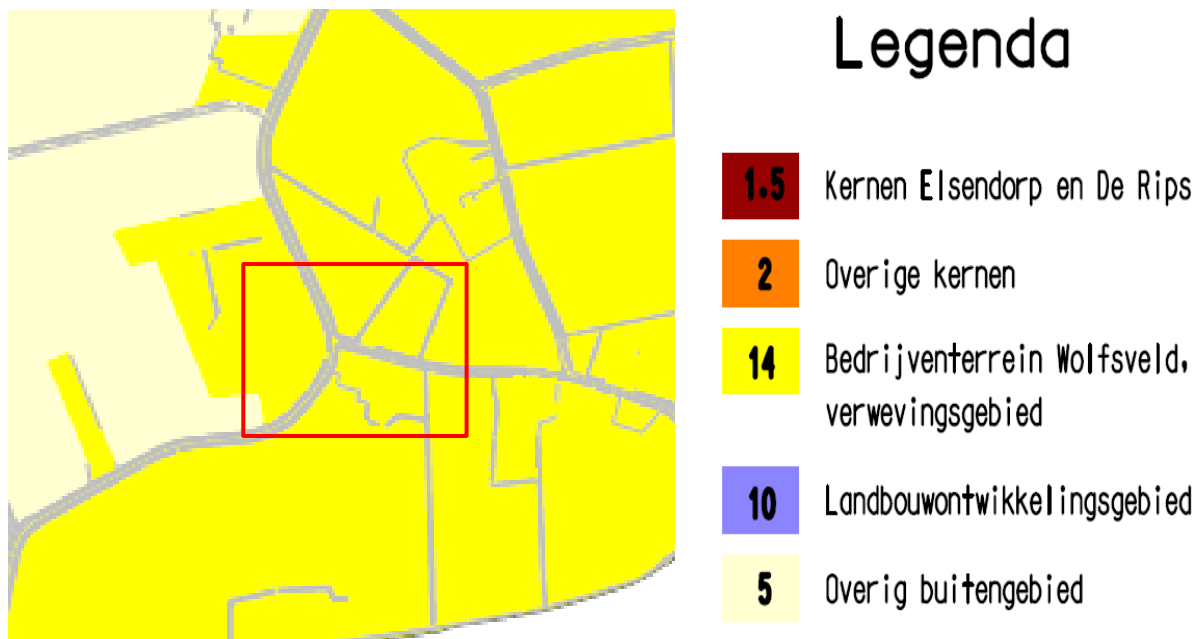 Legenda
1.5 Kernen Elsendorp en De Rips
2 Overige kernen
14 Bedrijventerrein Wolfsveld,
verwevingsgebied
10 Landbouwontwikkelingsgebied
5 Overig buitengebied